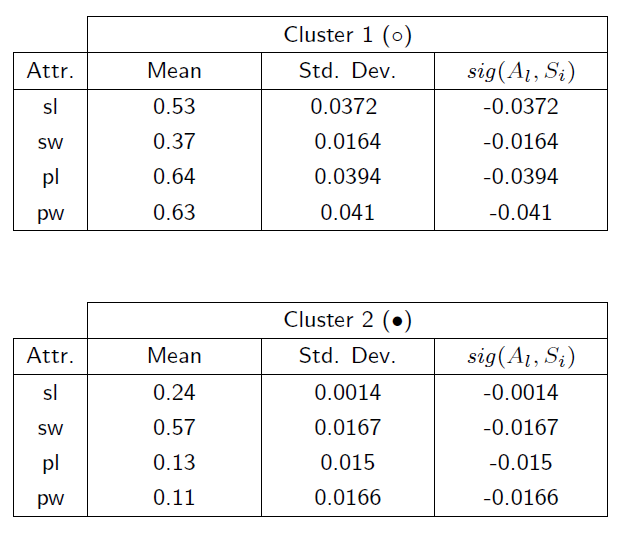 Cluster 1 (○)
Attr. Mean Std. Dev. sig(A_l, S_i)
sl 0.53 0.0372 -0.0372
sw 0.37 0.0164 -0.0164
pl 0.64 0.0394 -0.0394
pw 0.63 0.041 -0.041
Cluster 2 (●)
Attr. Mean Std. Dev. sig(A_l, S_i)
sl 0.24 0.0014 -0.0014
sw 0.57 0.0167 -0.0167
pl 0.13 0.015 -0.015
pw 0.11 0.0166 -0.0166